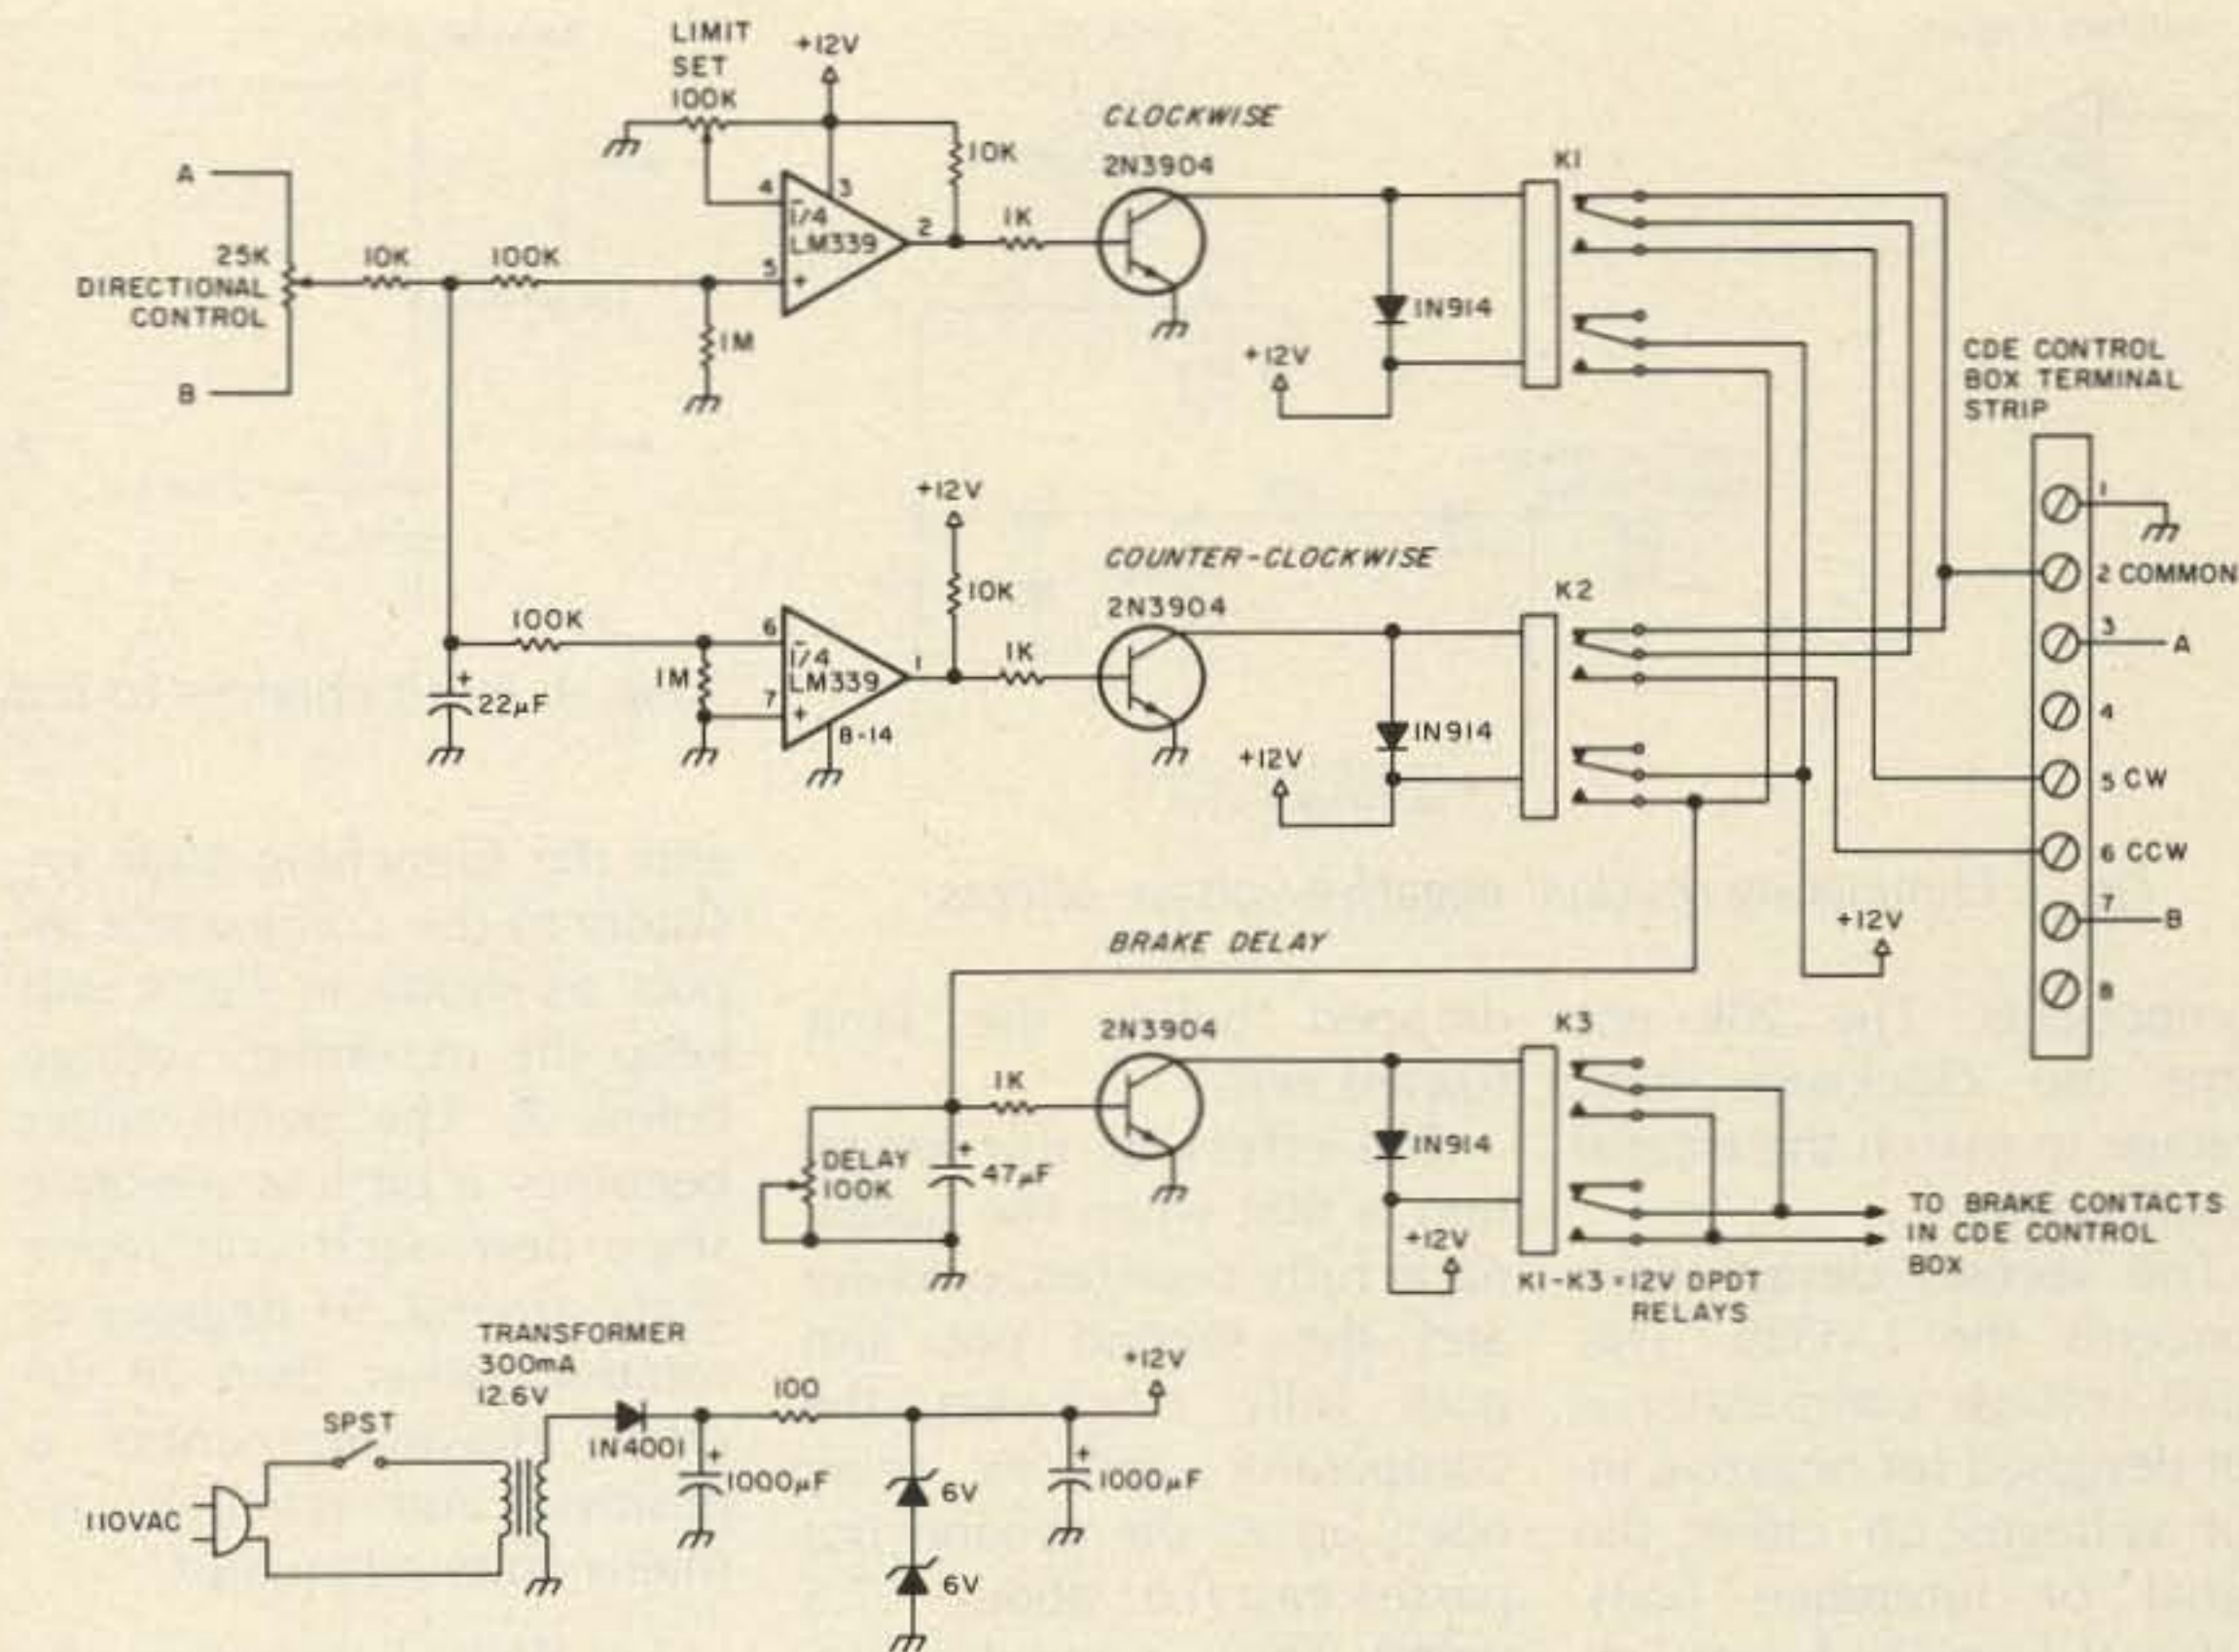 LIMIT
SET
100K
+12V
10K
CLOCKWISE
2N3904
K1
A
25K
DIRECTIONAL
CONTROL
B
10K
100K
1M
4
3
-
1/4
LM339
5
+
2
1K
1N914
+12V
CDE CONTROL
BOX TERMINAL
STRIP
1
2 COMMON
3
A
4
5 CW
6 CCW
7
B
8
+12V
10K
COUNTER-CLOCKWISE
2N3904
K2
100K
1M
+
22µF
6
-
1/4
LM339
7
+
8-14
1
1K
1N914
+12V
+12V
BRAKE DELAY
2N3904
K3
1K
DELAY
100K
+
47µF
1N914
+12V
TO BRAKE CONTACTS
IN CDE CONTROL
BOX
K1-K3 = 12V DPDT
RELAYS
TRANSFORMER
300mA
12.6V
SPST
110VAC
1N4001
+
1000µF
100
6V
6V
+
1000µF
+12V